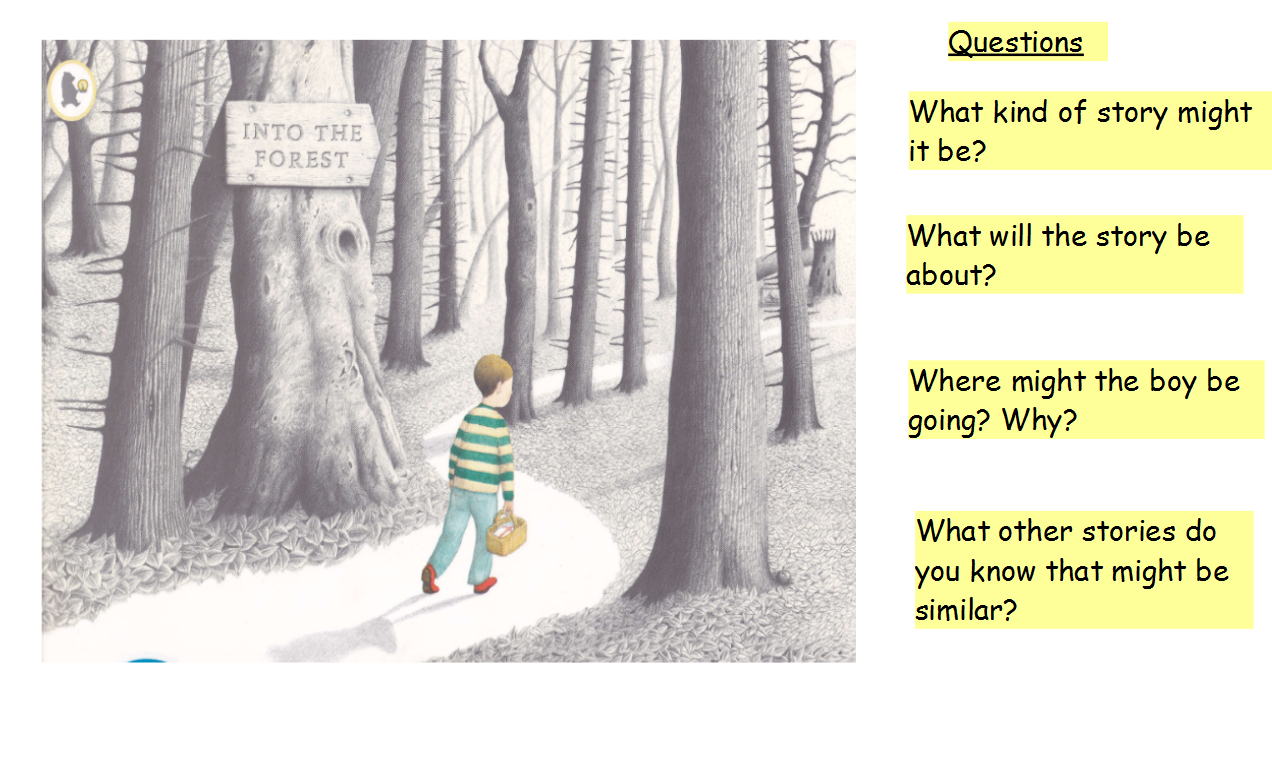 INTO THE
FOREST
Questions
What kind of story might
it be?
What will the story be
about?
Where might the boy be
going? Why?
What other stories do
you know that might be
similar?